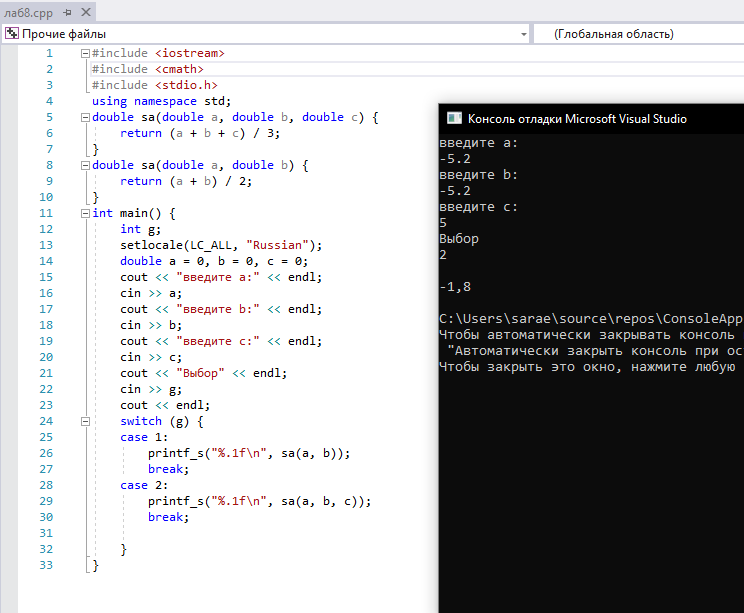 лаб8.cpp
Прочие файлы
(Глобальная область)
1 #include <iostream>
2 #include <cmath>
3 #include <stdio.h>
4 using namespace std;
5 double sa(double a, double b, double c) {
6 return (a + b + c) / 3;
7 }
8 double sa(double a, double b) {
9 return (a + b) / 2;
10 }
11 int main() {
12 int g;
13 setlocale(LC_ALL, "Russian");
14 double a = 0, b = 0, c = 0;
15 cout << "введите a:" << endl;
16 cin >> a;
17 cout << "введите b:" << endl;
18 cin >> b;
19 cout << "введите c:" << endl;
20 cin >> c;
21 cout << "Выбор" << endl;
22 cin >> g;
23 cout << endl;
24 switch (g) {
25 case 1:
26 printf_s("%.1f\n", sa(a, b));
27 break;
28 case 2:
29 printf_s("%.1f\n", sa(a, b, c));
30 break;
31
32 }
33 }
Консоль отладки Microsoft Visual Studio
введите a:
-5.2
введите b:
-5.2
введите c:
5
Выбор
2
-1,8
C:\Users\sarae\source\repos\ConsoleApp
Чтобы автоматически закрывать консоль
"Автоматически закрыть консоль при ос
Чтобы закрыть это окно, нажмите любую